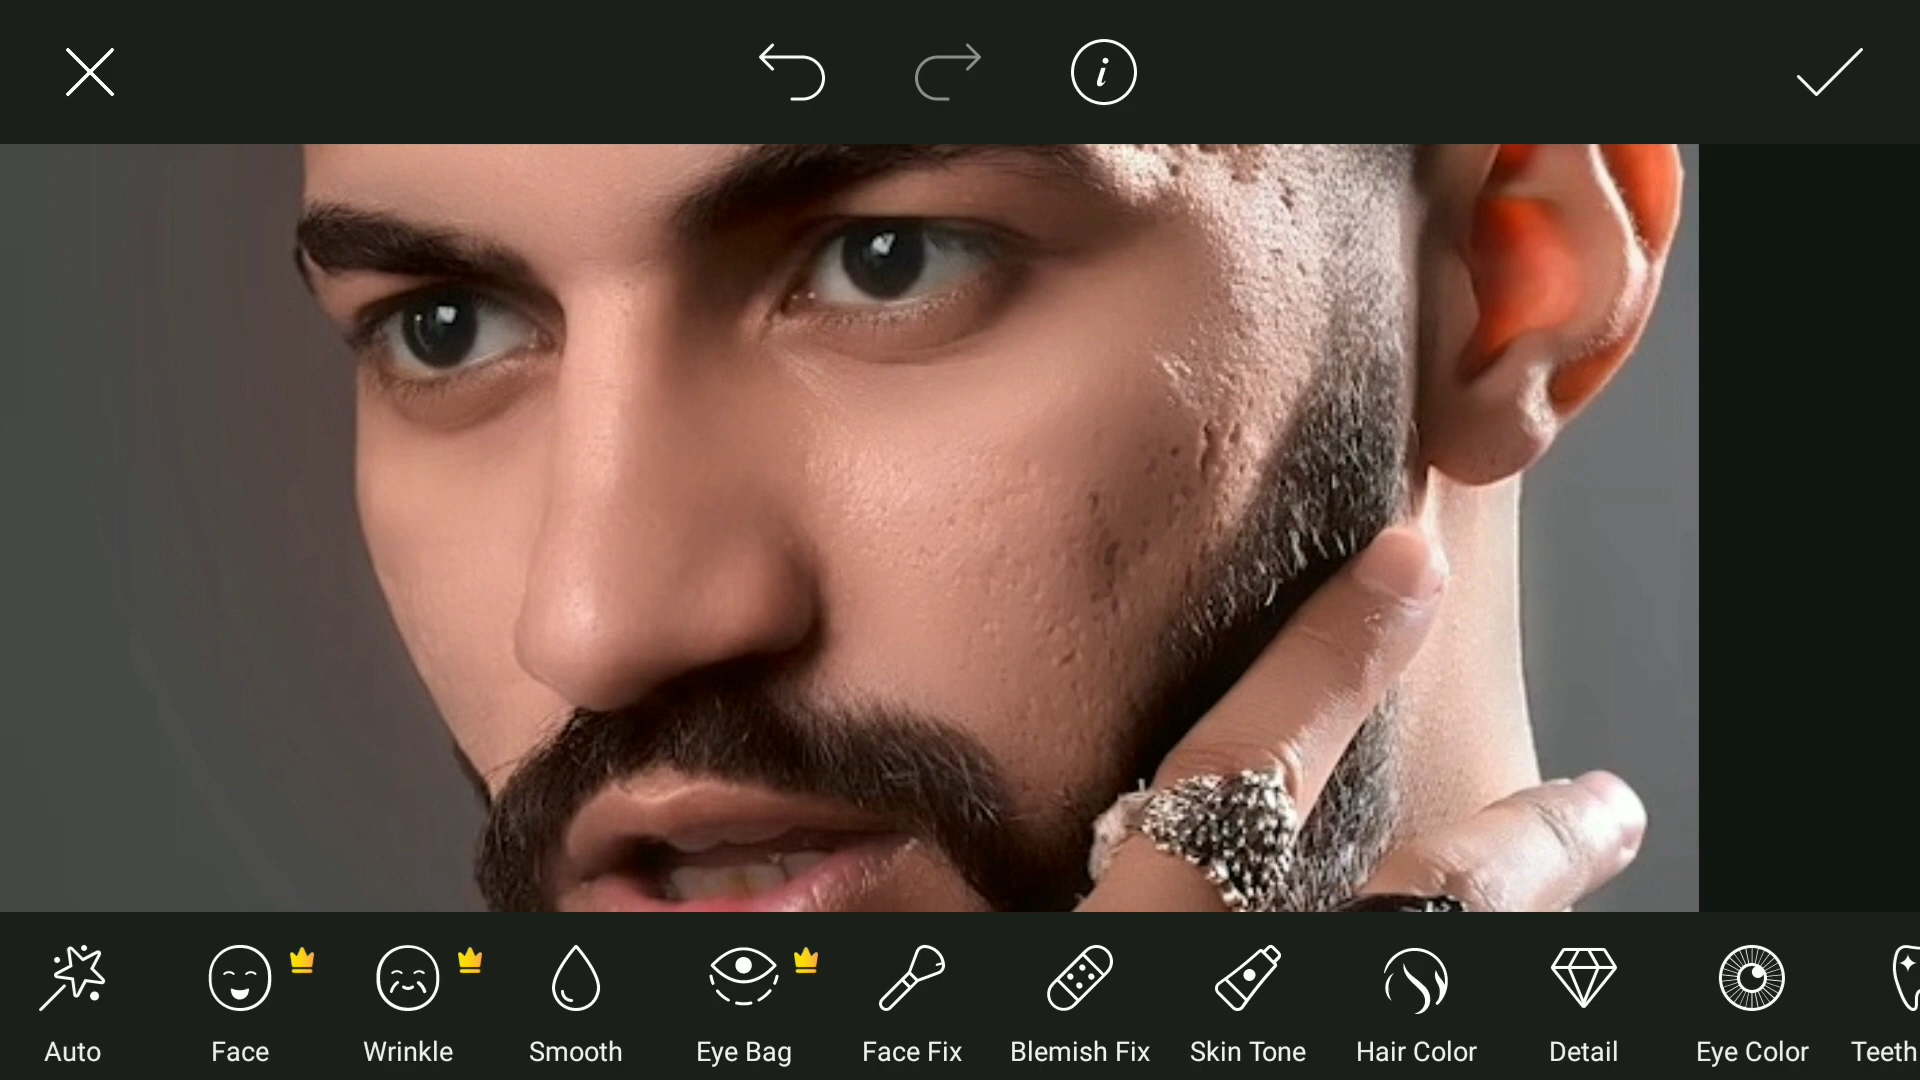 Auto
Face
Wrinkle
Smooth
Eye Bag
Face Fix
Blemish Fix
Skin Tone
Hair Color
Detail
Eye Color
Teeth